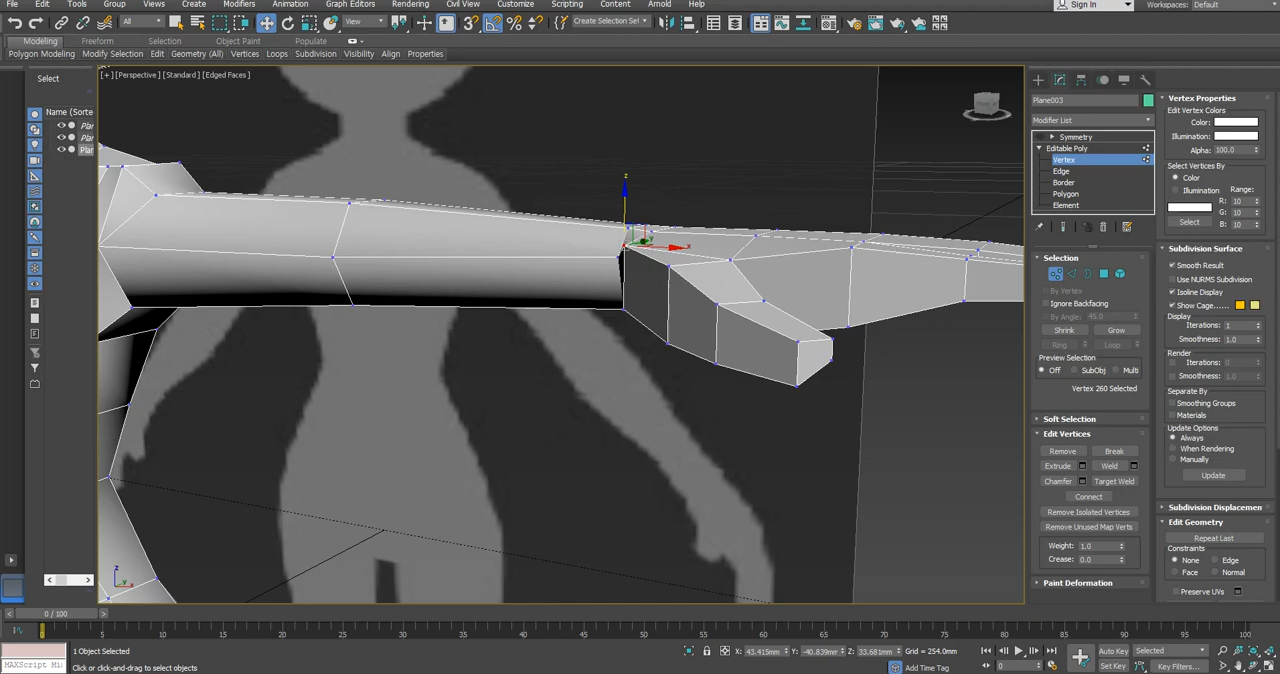 File Edit Tools Group Views Create Modifiers Animation Graph Editors Rendering Civil View Customize Scripting Content Arnold Help Sign In Workspaces: Default
All View Create Selection Set
Modeling Freeform Selection Object Paint Populate
Polygon Modeling Modify Selection Edit Geometry (All) Vertices Loops Subdivision Visibility Align Properties
Select
Name (Sorte
Plar
Plar
Plan
[+] [Perspective ] [Standard ] [Edged Faces ]
z
x
z
y
x
Plane003
Modifier List
Symmetry
Editable Poly
Vertex
Edge
Border
Polygon
Element
Selection
By Vertex
Ignore Backfacing
By Angle: 45.0
Shrink Grow
Ring Loop
Preview Selection
Off SubObj Multi
Vertex 260 Selected
Soft Selection
Edit Vertices
Remove Break
Extrude Weld
Chamfer Target Weld
Connect
Remove Isolated Vertices
Remove Unused Map Verts
Weight: 1.0
Crease: 0.0
Paint Deformation
Vertex Properties
Edit Vertex Colors
Color:
Illumination:
Alpha: 100.0
Select Vertices By
Color
Illumination Range:
R: 10
G: 10
Select B: 10
Subdivision Surface
Smooth Result
Use NURMS Subdivision
Isoline Display
Show Cage......
Display
Iterations: 1
Smoothness: 1.0
Render
Iterations: 0
Smoothness: 1.0
Separate By
Smoothing Groups
Materials
Update Options
Always
When Rendering
Manually
Update
Subdivision Displacemen
Edit Geometry
Repeat Last
Constraints
None Edge
Face Normal
Preserve UVs
0 / 100
0 5 10 15 20 25 30 35 40 45 50 55 60 65 70 75 80 85 90 95 100
1 Object Selected
X: 43.415mm Y: -40.839mm Z: 33.681mm Grid = 254.0mm
Auto Key Selected
MAXScript Mi
Click or click-and-drag to select objects
Add Time Tag
0
Set Key Key Filters...